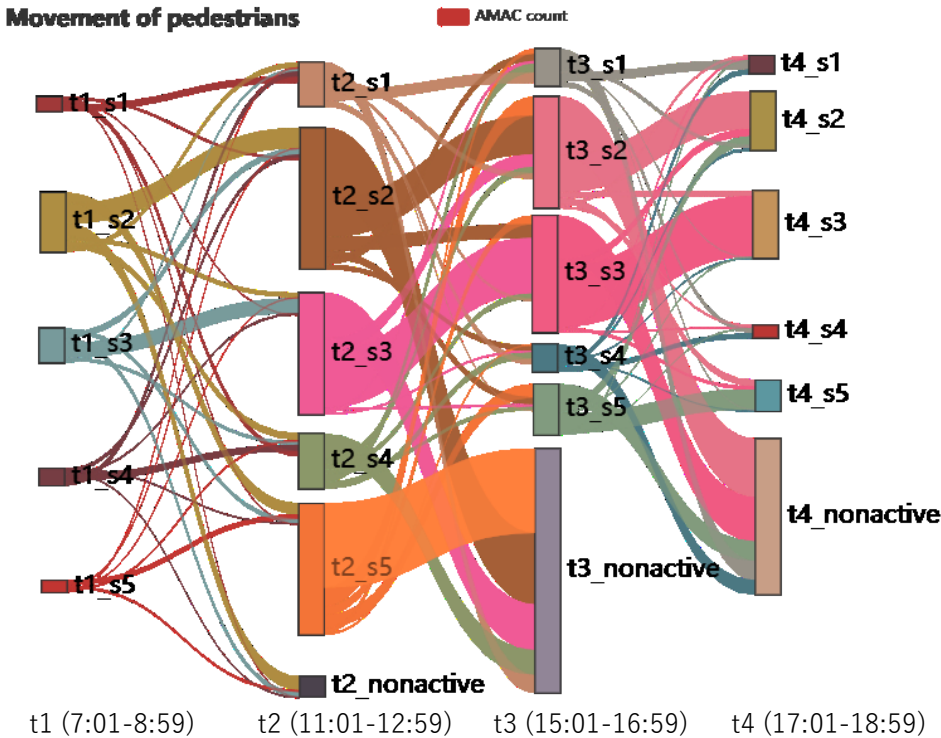 Movement of pedestrians
AMAC count
t1_s1
t1_s2
t1_s3
t1_s4
t1_s5
t2_s1
t2_s2
t2_s3
t2_s4
t2_s5
t2_nonactive
t3_s1
t3_s2
t3_s3
t3_s4
t3_s5
t3_nonactive
t4_s1
t4_s2
t4_s3
t4_s4
t4_s5
t4_nonactive
t1 (7:01-8:59) t2 (11:01-12:59) t3 (15:01-16:59) t4 (17:01-18:59)